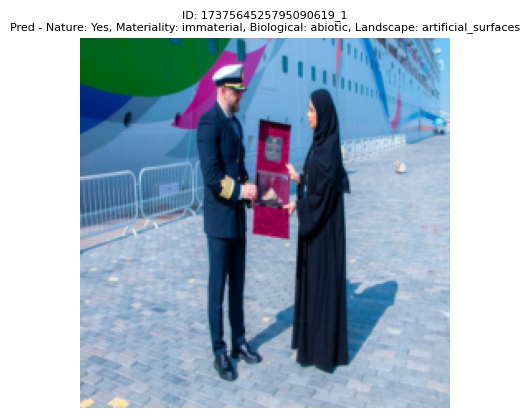 ID: 1737564525795090619_1
Pred - Nature: Yes, Materiality: immaterial, Biological: abiotic, Landscape: artificial_surfaces